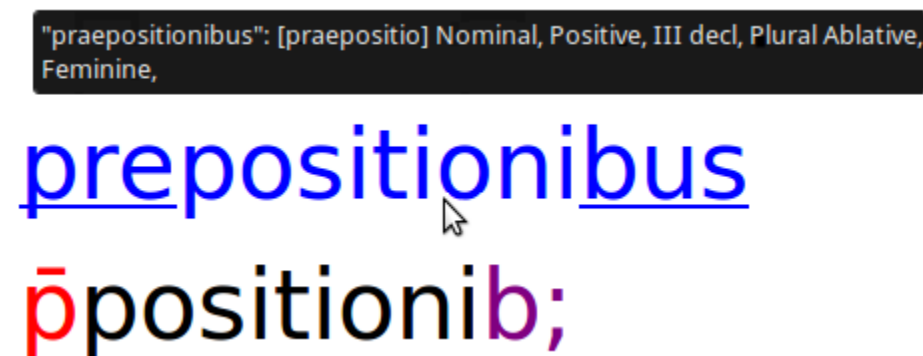 "praepositionibus": [praepositio] Nominal, Positive, III decl, Plural Ablative,
Feminine,
prepositionibus
p̄positionib;